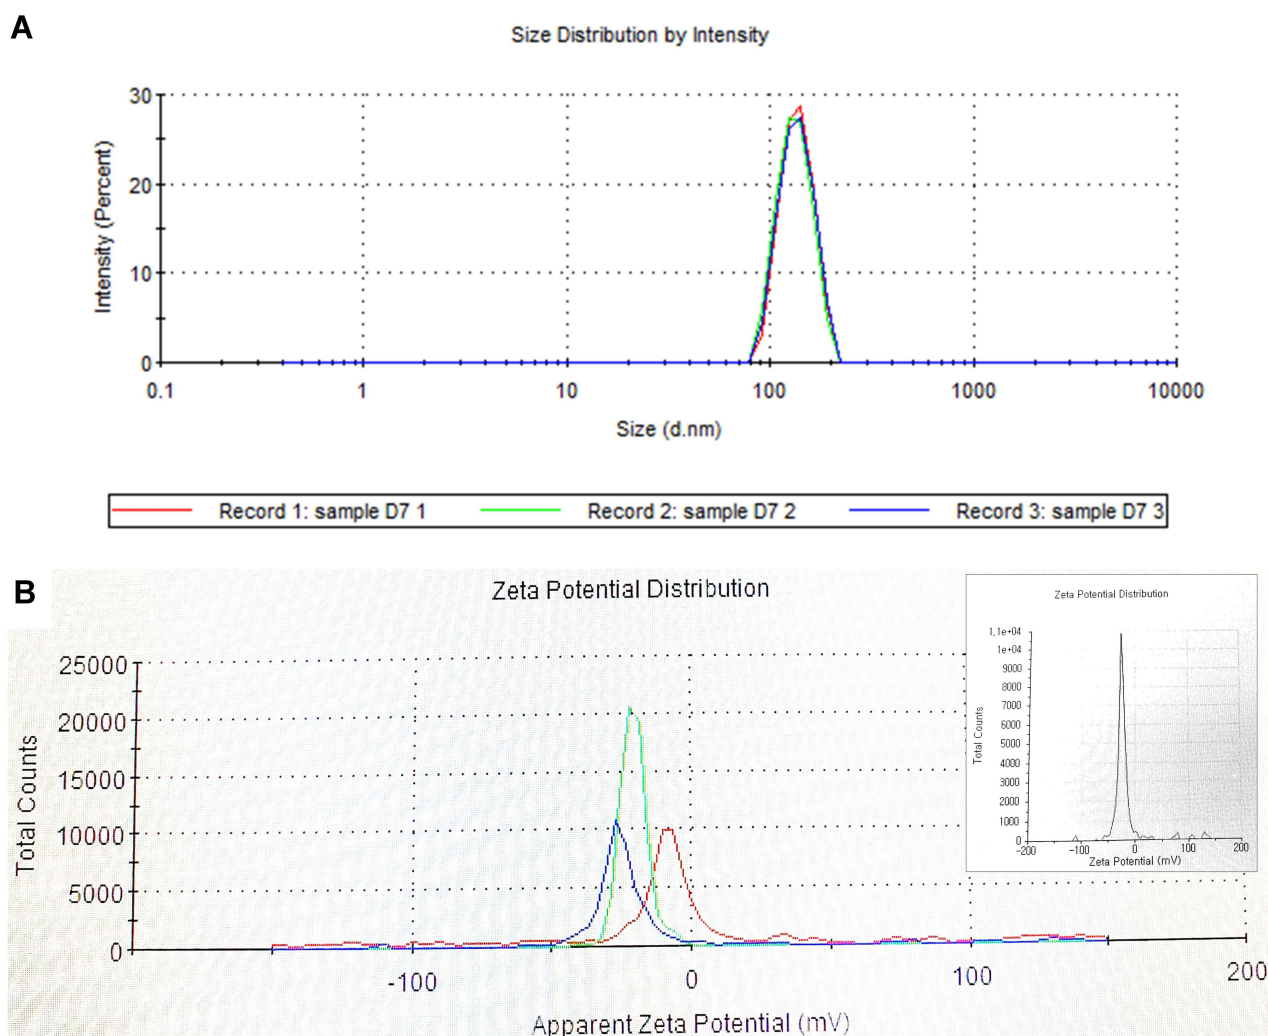 A
Size Distribution by Intensity
Intensity (Percent)
30
20
10
0
0.1 1 10 100 1000 10000
Size (d.nm)
Record 1: sample D7 1 Record 2: sample D7 2 Record 3: sample D7 3
B
Zeta Potential Distribution
Total Counts
25000
20000
15000
10000
5000
0
-100 0 100 200
Apparent Zeta Potential (mV)
Zeta Potential Distribution
Total Counts
1.1e+04
1e+04
9000
8000
7000
6000
5000
4000
3000
2000
1000
0
-200 -100 0 100 200
Zeta Potential (mV)